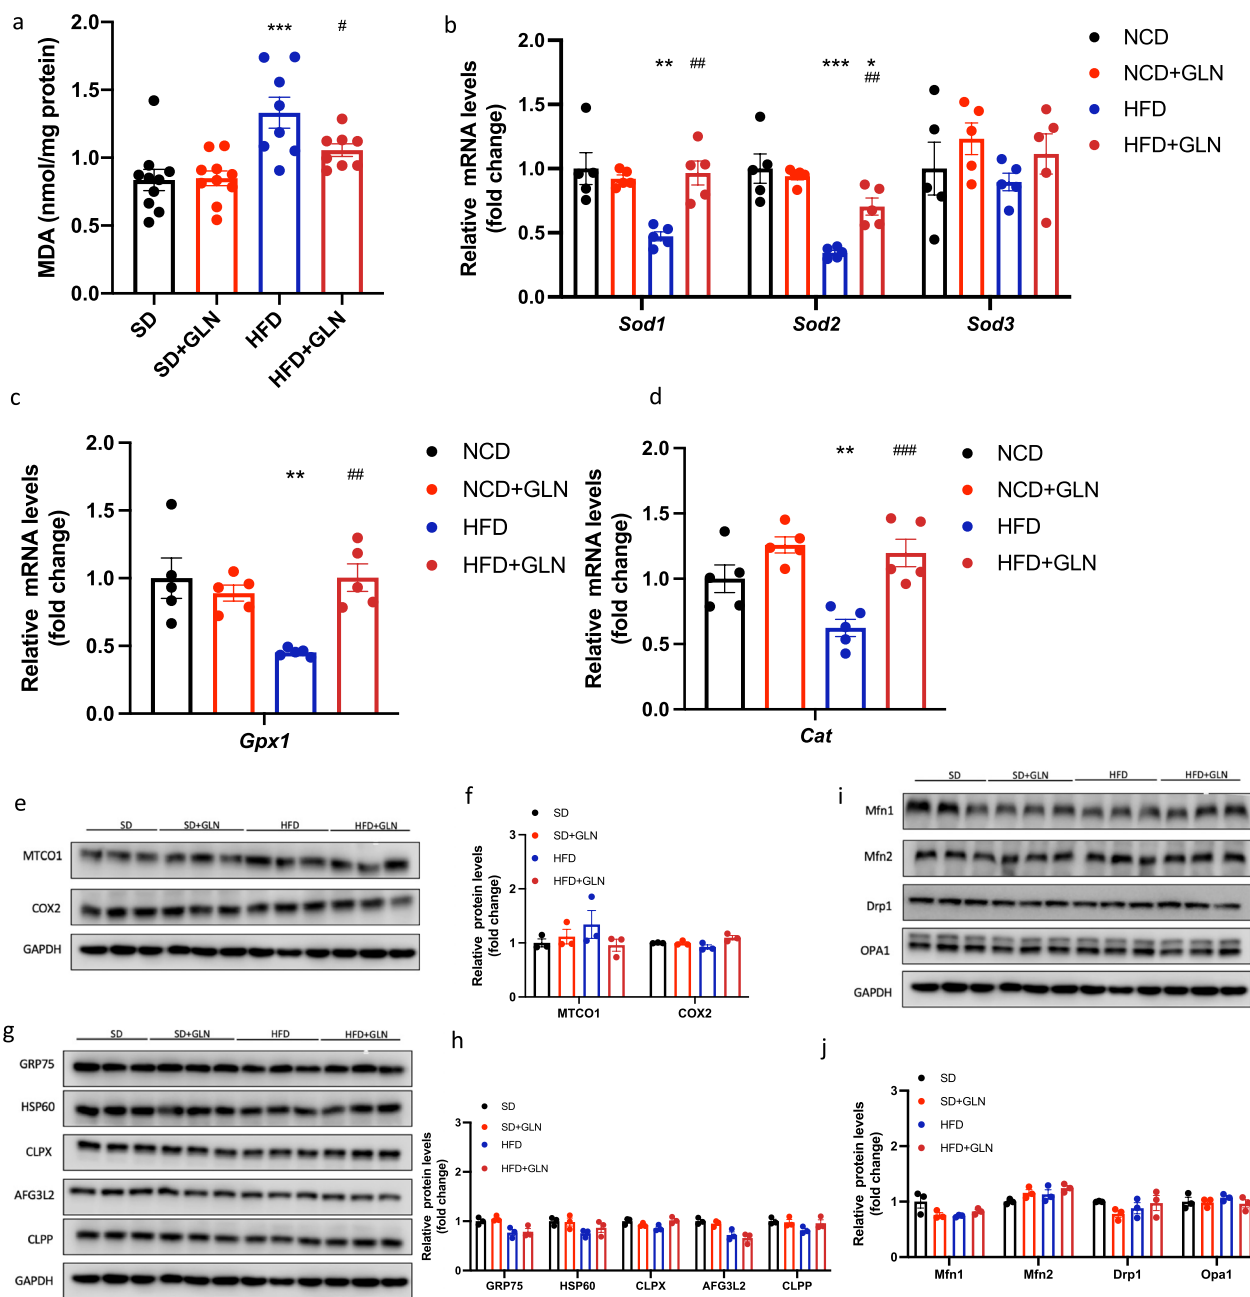 a
MDA (nmol/mg protein)
2.0
1.5
1.0
0.5
0.0
***
#
SD
SD+GLN
HFD
HFD+GLN
b
Relative mRNA levels
(fold change)
2.0
1.5
1.0
0.5
0.0
**
##
***
*
##
Sod1
Sod2
Sod3
NCD
NCD+GLN
HFD
HFD+GLN
c
Relative mRNA levels
(fold change)
2.0
1.5
1.0
0.5
0.0
**
##
Gpx1
NCD
NCD+GLN
HFD
HFD+GLN
d
Relative mRNA levels
(fold change)
2.0
1.5
1.0
0.5
0.0
**
###
Cat
NCD
NCD+GLN
HFD
HFD+GLN
e
SD SD+GLN HFD HFD+GLN
MTCO1
COX2
GAPDH
f
Relative protein levels
(fold change)
3
2
1
0
SD
SD+GLN
HFD
HFD+GLN
MTCO1 COX2
i
SD SD+GLN HFD HFD+GLN
Mfn1
Mfn2
Drp1
OPA1
GAPDH
g
SD SD+GLN HFD HFD+GLN
GRP75
HSP60
CLPX
AFG3L2
CLPP
GAPDH
h
Relative protein levels
(fold change)
3
2
1
0
SD
SD+GLN
HFD
HFD+GLN
GRP75 HSP60 CLPX AFG3L2 CLPP
j
Relative protein levels
(fold change)
3
2
1
0
SD
SD+GLN
HFD
HFD+GLN
Mfn1 Mfn2 Drp1 Opa1